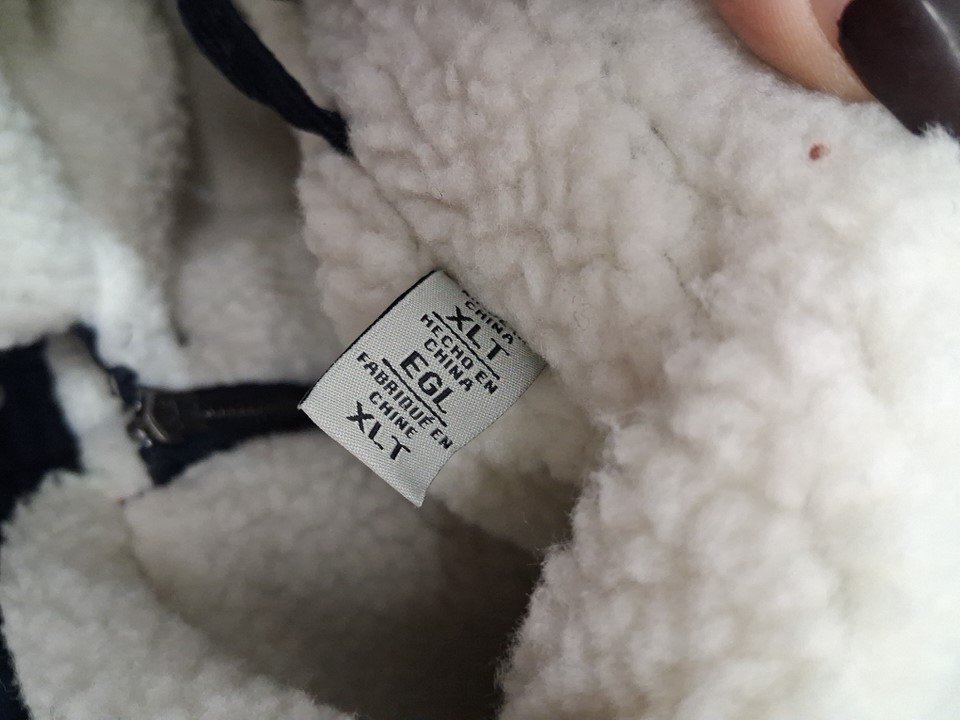 CHINA
XLT
HECHO EN
CHINA
EGL
FABRIQUÉ EN
CHINE
XLT